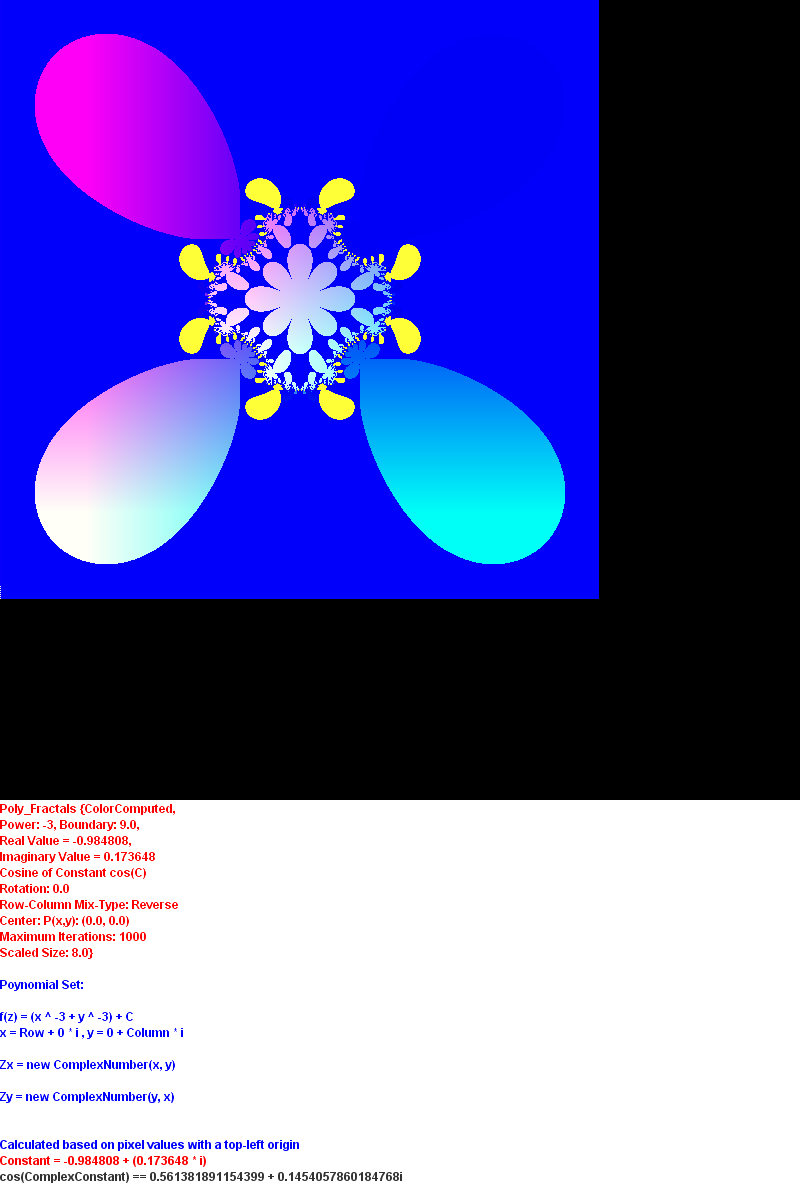 Poly_Fractals {ColorComputed,
Power: -3, Boundary: 9.0,
Real Value = -0.984808,
Imaginary Value = 0.173648
Cosine of Constant cos(C)
Rotation: 0.0
Row-Column Mix-Type: Reverse
Center: P(x,y): (0.0, 0.0)
Maximum Iterations: 1000
Scaled Size: 8.0}
Poynomial Set:
f(z) = (x ^ -3 + y ^ -3) + C
x = Row + 0 * i , y = 0 + Column * i
Zx = new ComplexNumber(x, y)
Zy = new ComplexNumber(y, x)
Calculated based on pixel values with a top-left origin
Constant = -0.984808 + (0.173648 * i)
cos(ComplexConstant) == 0.561381891154399 + 0.1454057860184768i